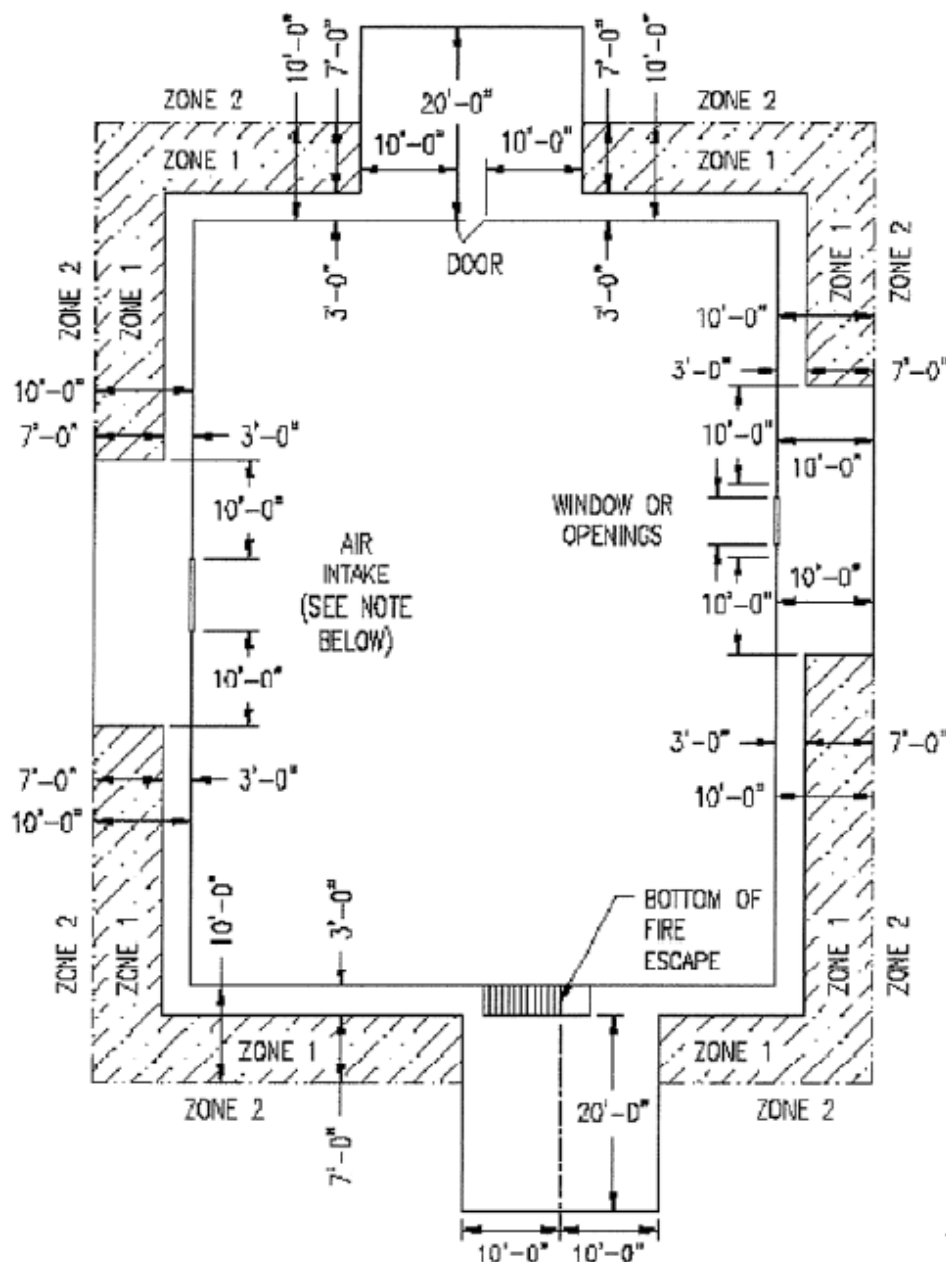 10'-0"
7'-0"
7'-0"
10'-0"
20'-0"
ZONE 2
ZONE 2
10'-0"
10'-0"
ZONE 1
ZONE 1
DOOR
ZONE 2
ZONE 1
3'-0"
3'-0"
ZONE 1
ZONE 2
10'-0"
10'-0"
3'-0"
7'-0"
7'-0"
3'-0"
10'-0"
10'-0"
10'-0"
WINDOW OR
OPENINGS
AIR
INTAKE
(SEE NOTE
BELOW)
10'-0"
10'-0"
10'-0"
3'-0"
7'-0"
7'-0"
3'-0"
10'-0"
10'-0"
10'-0"
3'-0"
BOTTOM OF
FIRE
ESCAPE
ZONE 2
ZONE 1
ZONE 1
ZONE 2
ZONE 1
ZONE 1
ZONE 2
ZONE 2
20'-0"
7'-0"
10'-0"
10'-0"